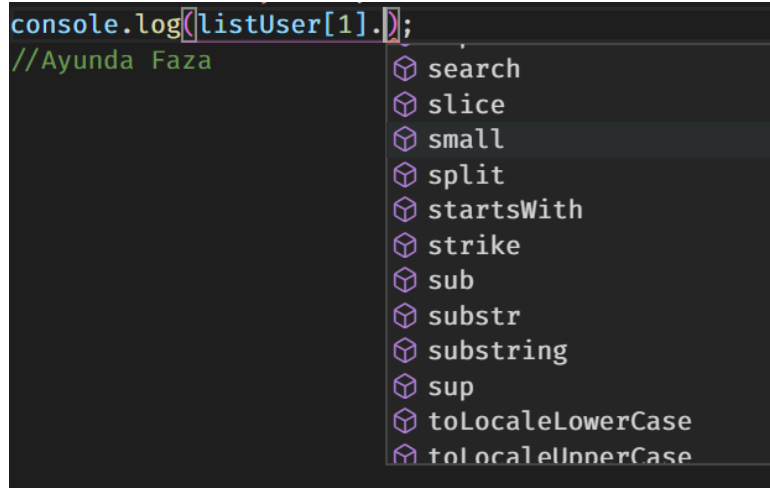 console.log(listUser[1].);
//Ayunda Faza
search
slice
small
split
startsWith
strike
sub
substr
substring
sup
toLocaleLowerCase
toLocaleUpperCase